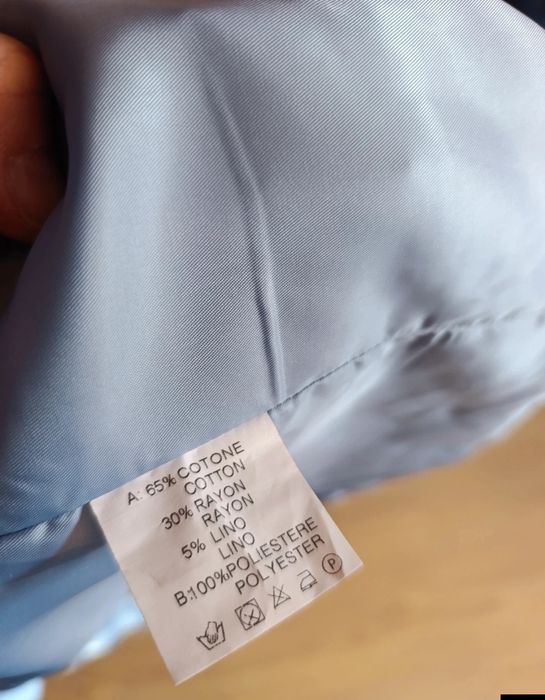 A: 65% COTONE
COTTON
30% RAYON
RAYON
5% LINO
LINO
B:100%POLIESTERE
POLYESTER
P